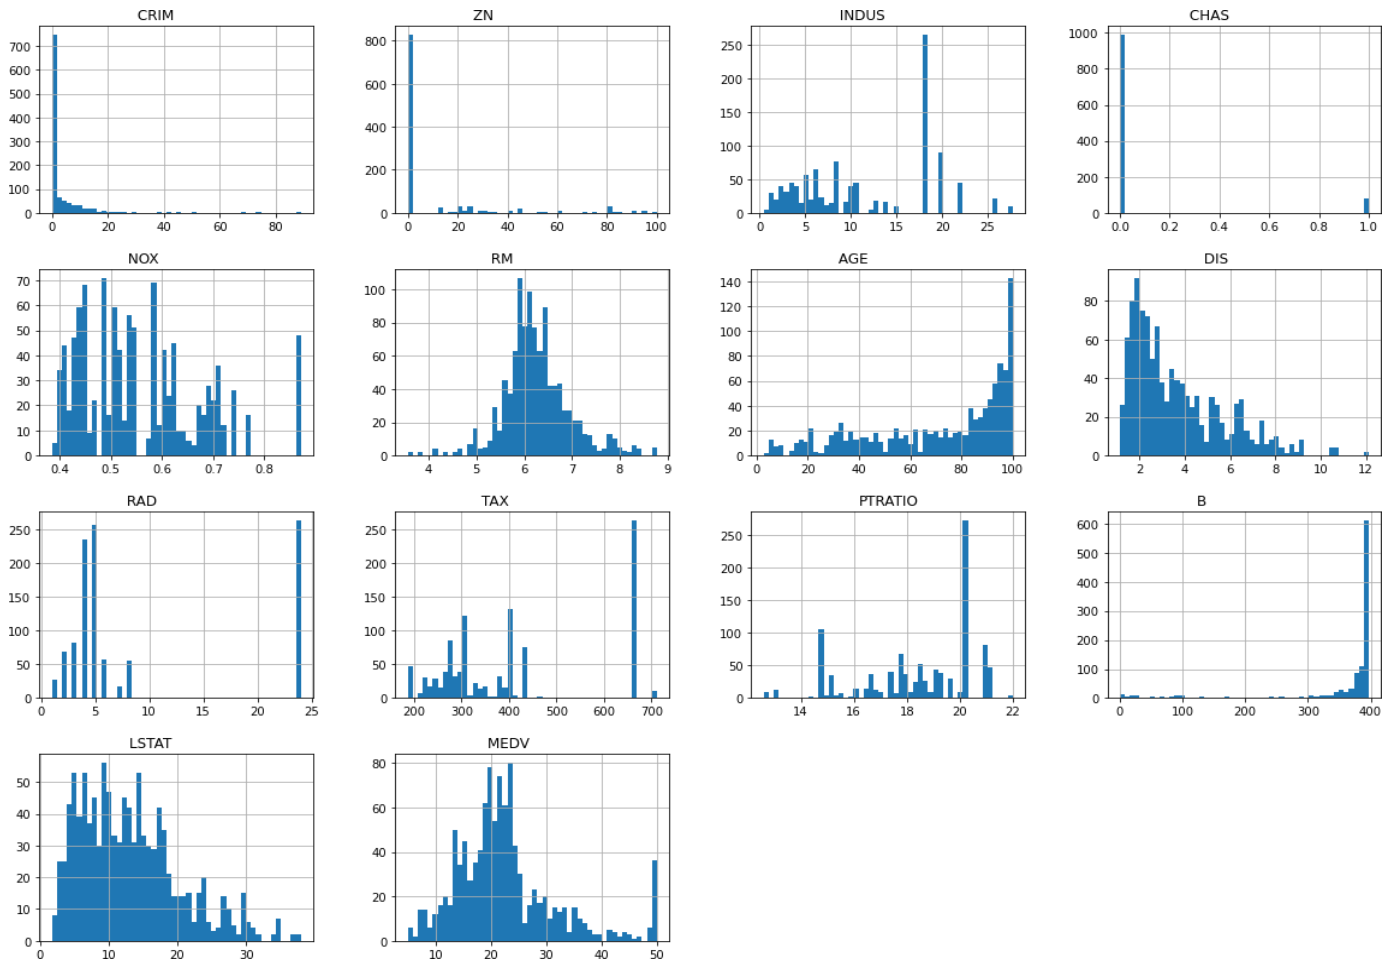 CRIM ZN INDUS CHAS
700 600 500 400 300 200 100 0
0 20 40 60 80
800 600 400 200 0
0 20 40 60 80 100
250 200 150 100 50 0
0 5 10 15 20 25
1000 800 600 400 200 0
0.0 0.2 0.4 0.6 0.8 1.0
NOX RM AGE DIS
70 60 50 40 30 20 10 0
0.4 0.5 0.6 0.7 0.8
100 80 60 40 20 0
4 5 6 7 8 9
140 120 100 80 60 40 20 0
0 20 40 60 80 100
80 60 40 20 0
2 4 6 8 10 12
RAD TAX PTRATIO B
250 200 150 100 50 0
0 5 10 15 20 25
250 200 150 100 50 0
200 300 400 500 600 700
250 200 150 100 50 0
14 16 18 20 22
600 500 400 300 200 100 0
0 100 200 300 400
LSTAT MEDV
50 40 30 20 10 0
0 10 20 30
80 60 40 20 0
10 20 30 40 50